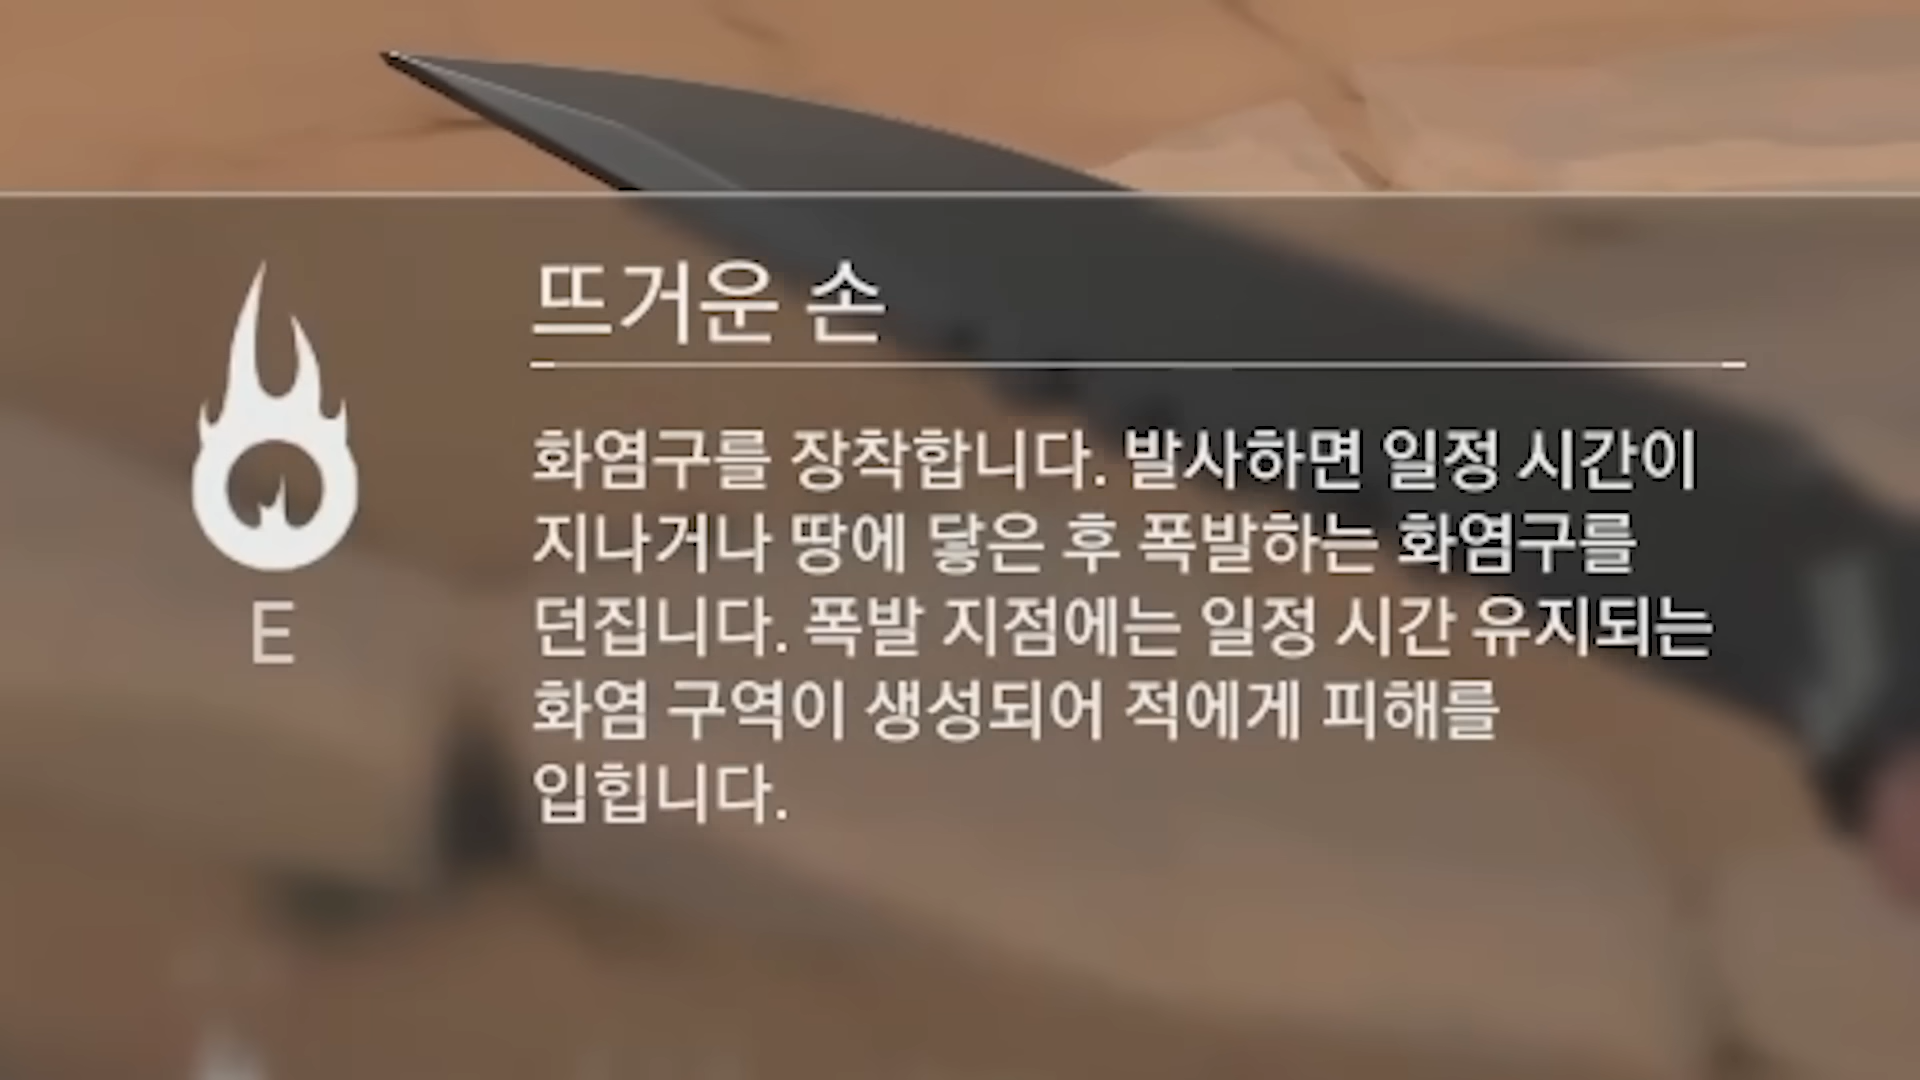 뜨거운 손
화염구를 장착합니다. 발사하면 일정 시간이
지나거나 땅에 닿은 후 폭발하는 화염구를
던집니다. 폭발 지점에는 일정 시간 유지되는
화염 구역이 생성되어 적에게 피해를
입힙니다.
E